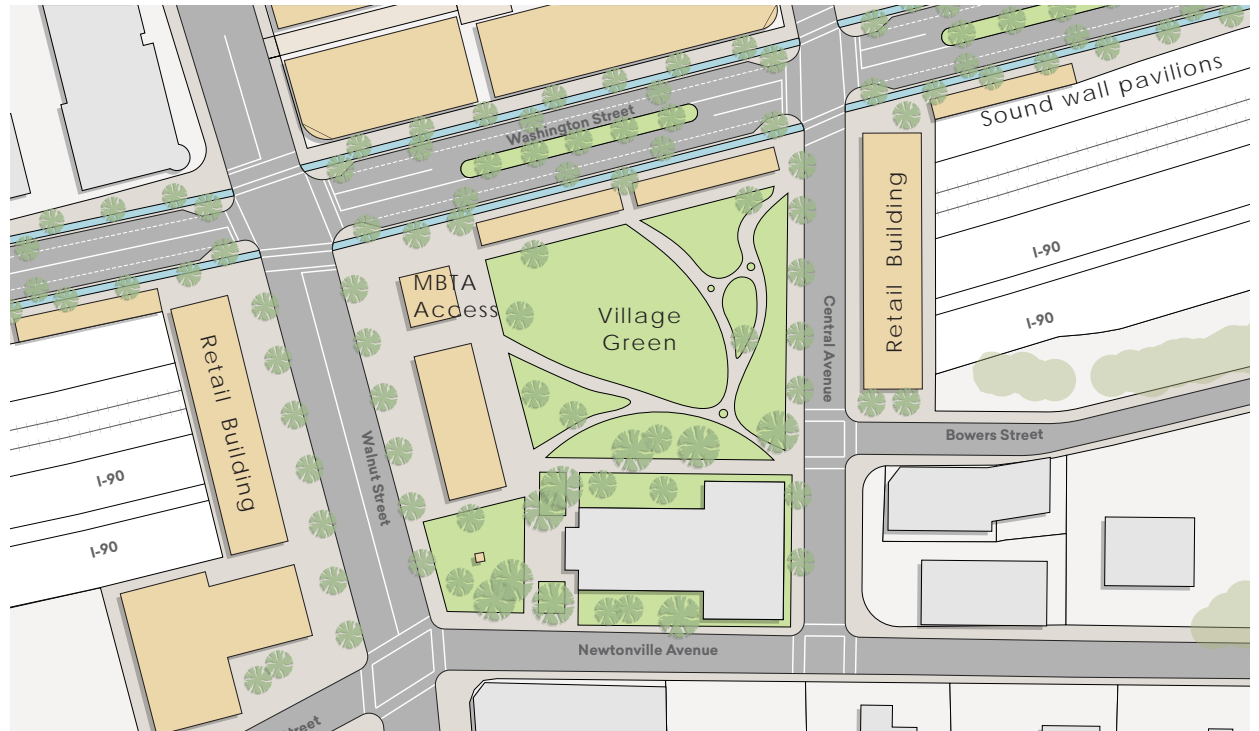 Washington Street
Sound wall pavilions
I-90
I-90
Retail Building
MBTA
Access
Village
Green
Central Avenue
Retail Building
Walnut Street
Bowers Street
I-90
I-90
Newtonville Avenue